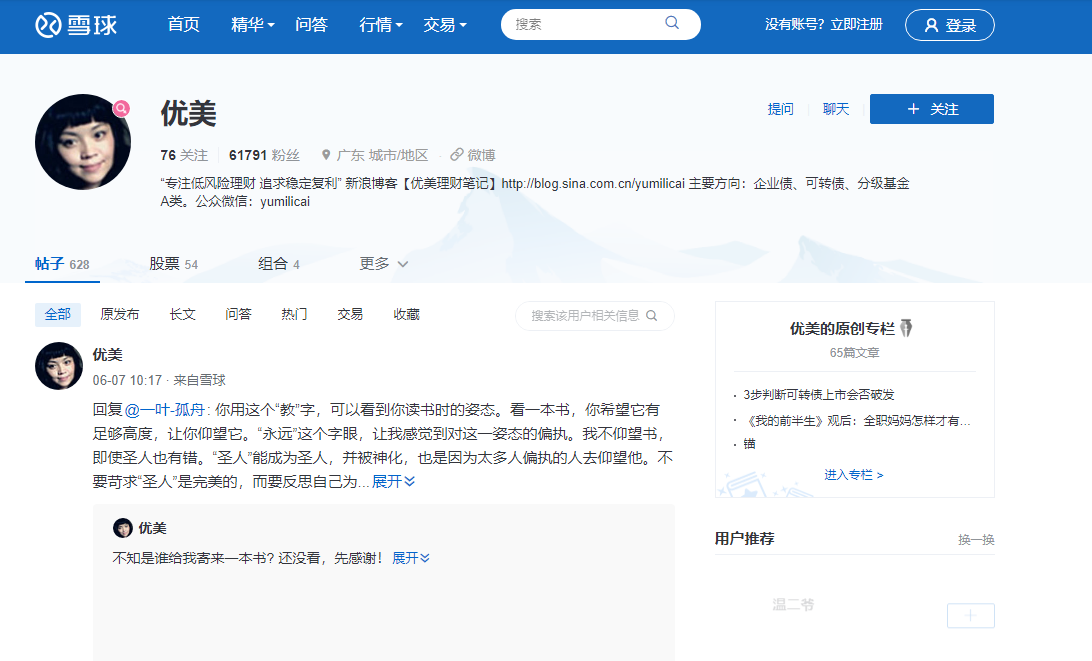 雪球 首页 精华 问答 行情 交易 搜索 没有账号？立即注册 登录
优美
提问 聊天 + 关注
76 关注 61791 粉丝 广东 城市/地区 · 微博
“专注低风险理财 追求稳定复利” 新浪博客【优美理财笔记】http://blog.sina.com.cn/yumilicai 主要方向：企业债、可转债、分级基金
A类。公众微信：yumilicai
帖子 628 股票 54 组合 4 更多
全部 原发布 长文 问答 热门 交易 收藏 搜索该用户相关信息
优美
06-07 10:17 · 来自雪球
回复@一叶-孤舟: 你用这个“教”字，可以看到你读书时的姿态。看一本书，你希望它有
足够高度，让你仰望它。“永远”这个字眼，让我感觉到对这一姿态的偏执。我不仰望书，
即使圣人也有错。“圣人”能成为圣人，并被神化，也是因为太多人偏执的人去仰望他。不
要苛求“圣人”是完美的，而要反思自己为...展开
优美
不知是谁给我寄来一本书? 还没看，先感谢！ 展开
优美的原创专栏
65篇文章
· 3步判断可转债上市会否破发
· 《我的前半生》观后：全职妈妈怎样才有...
· 锚
进入专栏 >
用户推荐 换一换
温二爷